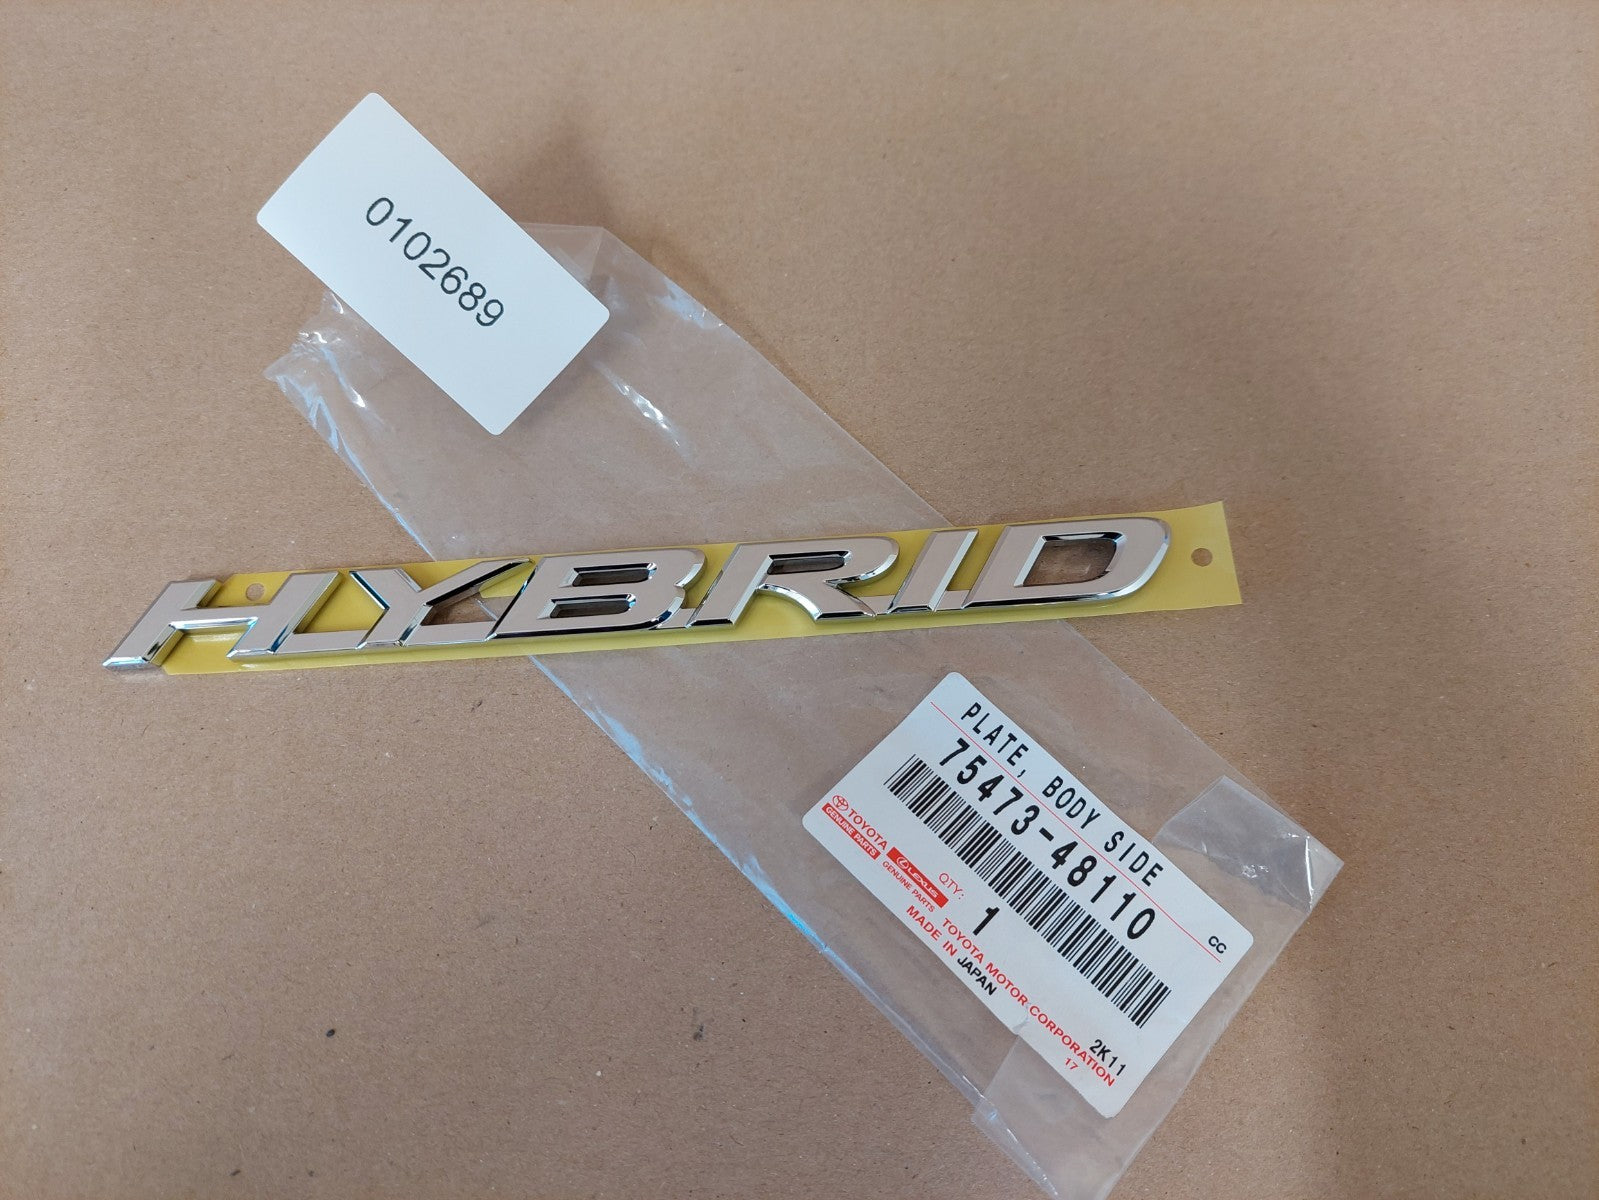 0102689
HYBRID
PLATE, BODY SIDE
75473-48110
CC
TOYOTA
GENUINE PARTS
LEXUS
GENUINE PARTS
QTY:
1
TOYOTA MOTOR CORPORATION
MADE IN JAPAN
2K11
17